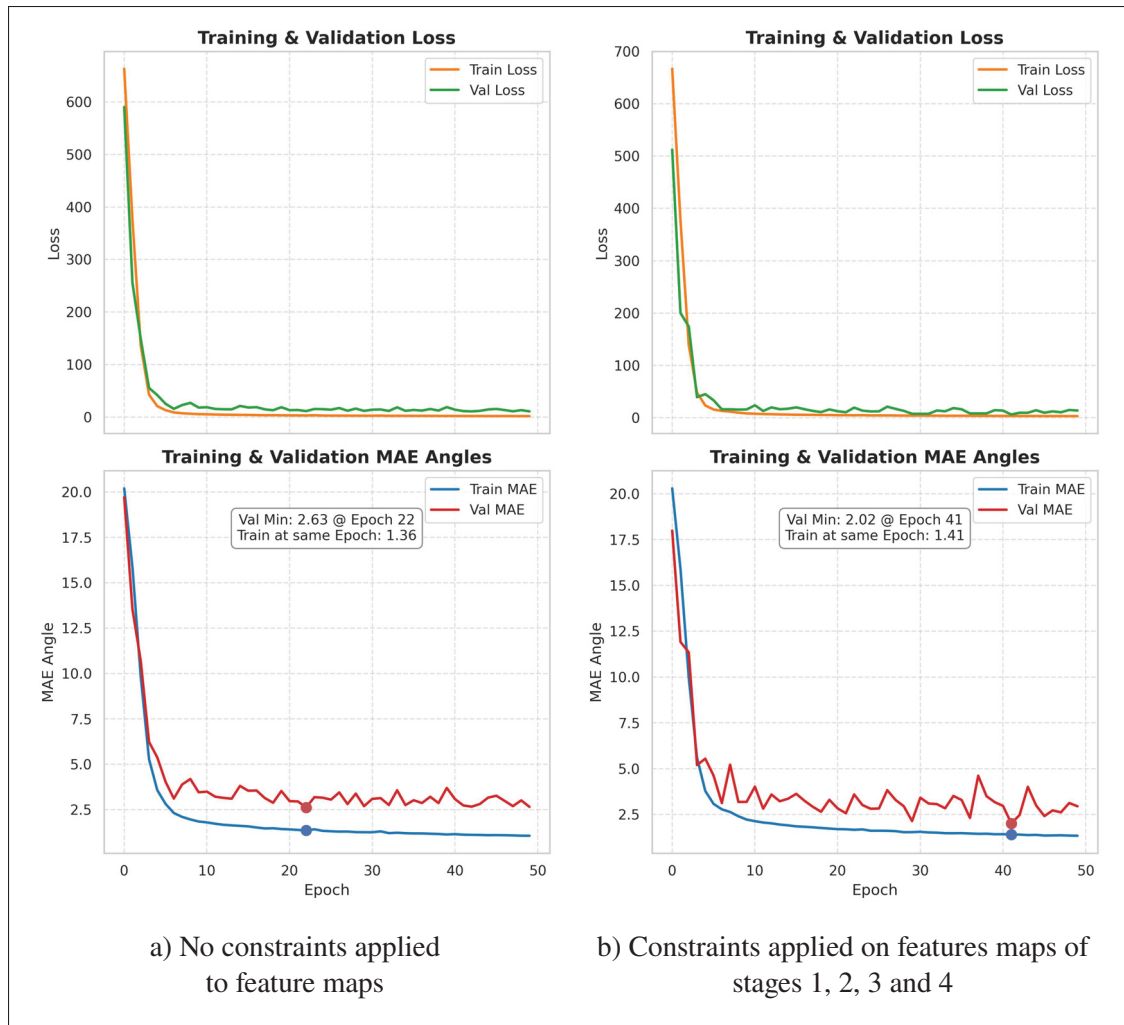 Training & Validation Loss
Train Loss
Val Loss
600
500
400
300
200
100
0
Loss
Training & Validation MAE Angles
Train MAE
Val MAE
Val Min: 2.63 @ Epoch 22
Train at same Epoch: 1.36
20.0
17.5
15.0
12.5
10.0
7.5
5.0
2.5
MAE Angle
0 10 20 30 40 50
Epoch
a) No constraints applied
to feature maps
Training & Validation Loss
Train Loss
Val Loss
700
600
500
400
300
200
100
0
Loss
Training & Validation MAE Angles
Train MAE
Val MAE
Val Min: 2.02 @ Epoch 41
Train at same Epoch: 1.41
20.0
17.5
15.0
12.5
10.0
7.5
5.0
2.5
MAE Angle
0 10 20 30 40 50
Epoch
b) Constraints applied on features maps of
stages 1, 2, 3 and 4